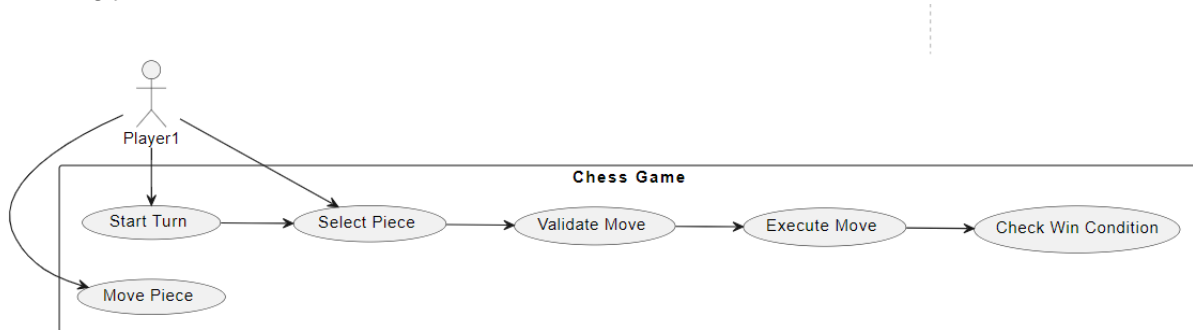 Player1
Chess Game
Start Turn
Select Piece
Validate Move
Execute Move
Check Win Condition
Move Piece